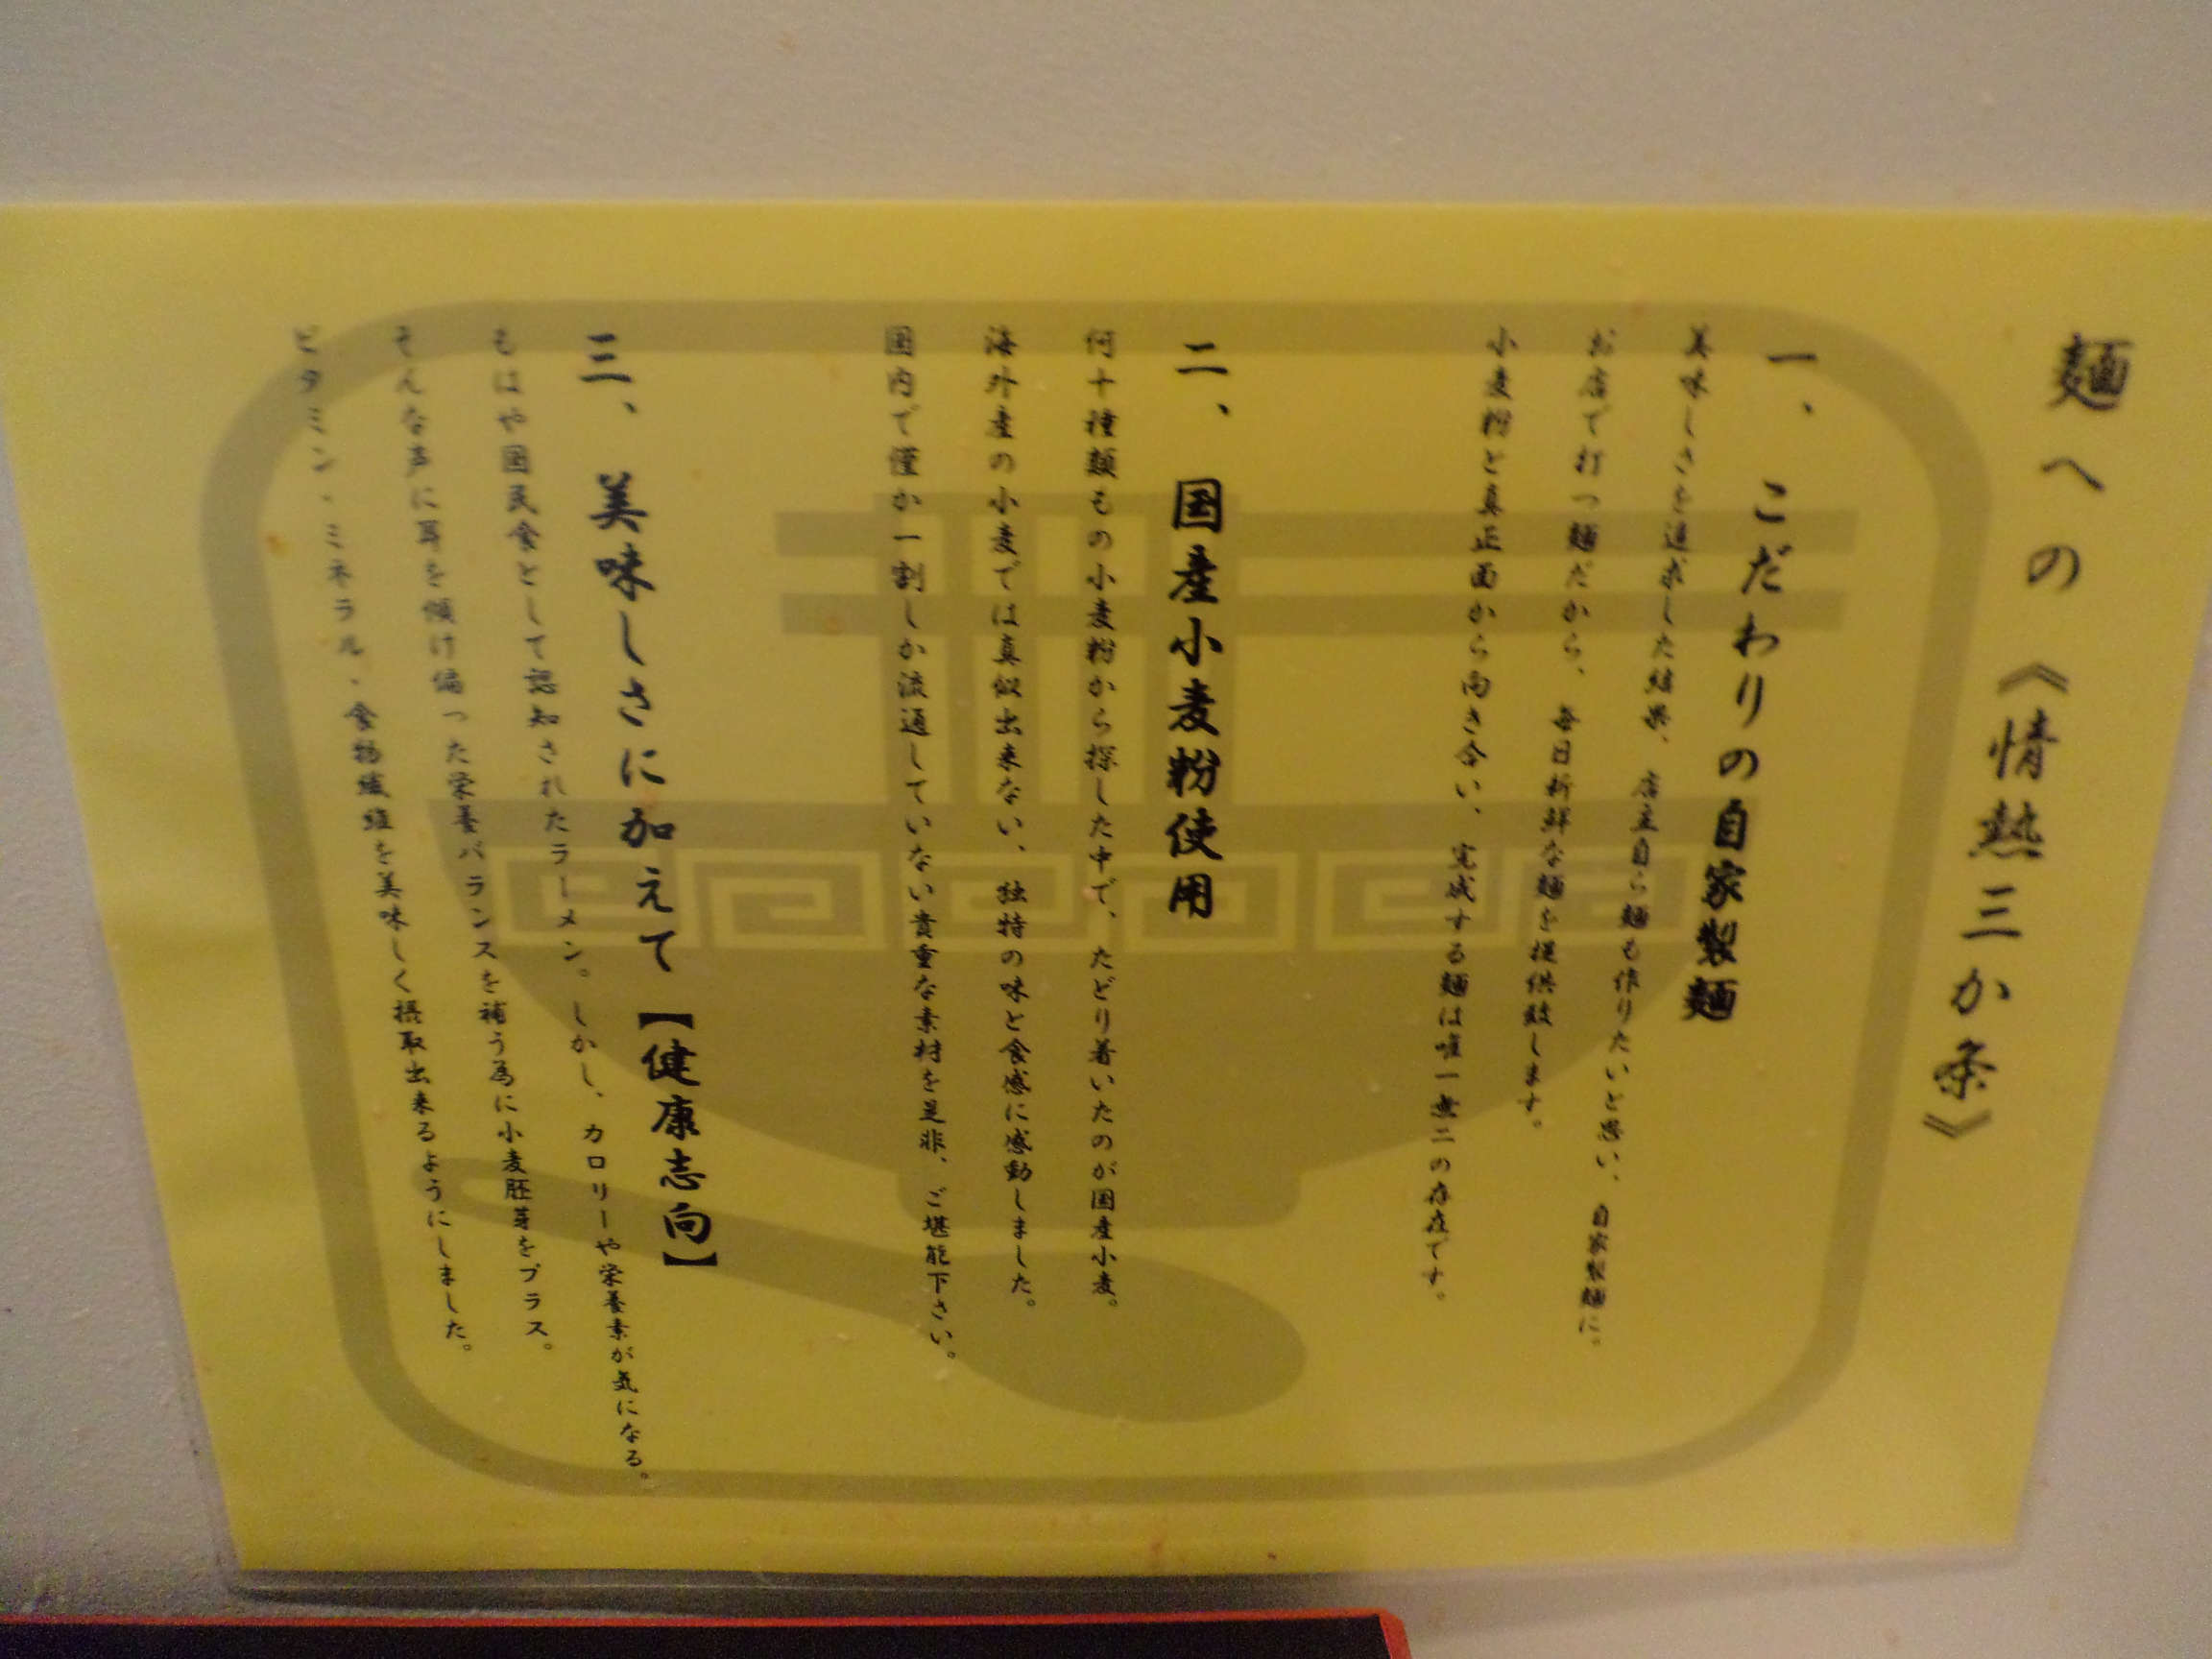 麺への《情熱三か条》
一、 こだわりの自家製麺
美味しさを追求した結果、店主自ら麺も作りたいと思い、自家製麺に。
お店で打つ麺だから、毎日新鮮な麺を提供致します。
小麦粉と真正面から向き合い、完成する麺は唯一無二の存在です。
二、 国産小麦粉使用
何十種類もの小麦粉から探した中で、たどり着いたのが国産小麦。
海外産の小麦では真似出来ない、独特の味と食感に感動しました。
国内で僅か一割しか流通していない貴重な素材を是非、ご堪能下さい。
三、 美味しさに加えて【健康志向】
もはや国民食として認知されたラーメン。しかし、カロリーや栄養素が気になる。
そんな声に耳を傾け偏った栄養バランスを補う為に小麦胚芽をプラス。
ビタミン・ミネラル・食物繊維を美味しく摂取出来るようにしました。